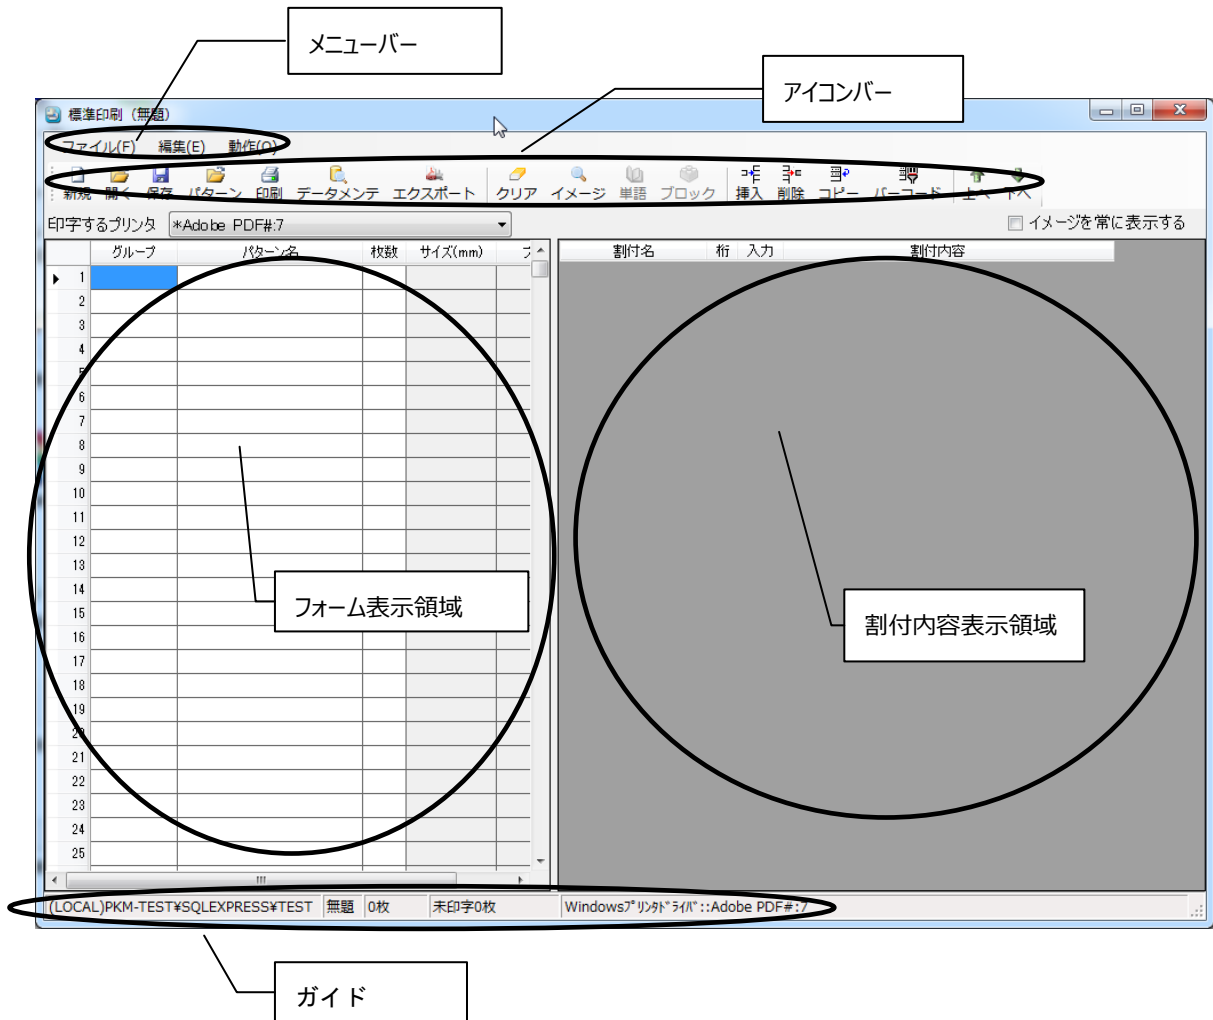 メニューバー
アイコンバー
標準印刷（無題）
ファイル(F) 編集(E) 動作(O)
新規 開く 保存 パターン 印刷 データメンテ エクスポート クリア イメージ 単語 ブロック 挿入 削除 コピー バーコード 上へ 下へ
印字するプリンタ *Adobe PDF#:7 イメージを常に表示する
グループ パターン名 枚数 サイズ(mm) 割付名 桁 入力 割付内容
1
2
3
4
5
6
7
8
9
10
11
12
13
14
15
16
17
18
19
20
21
22
23
24
25
フォーム表示領域
割付内容表示領域
(LOCAL)PKM-TEST¥SQLEXPRESS¥TEST 無題 0枚 未印字0枚 Windowsﾌﾟﾘﾝﾀﾄﾞﾗｲﾊﾞ::Adobe PDF#:7
ガイド